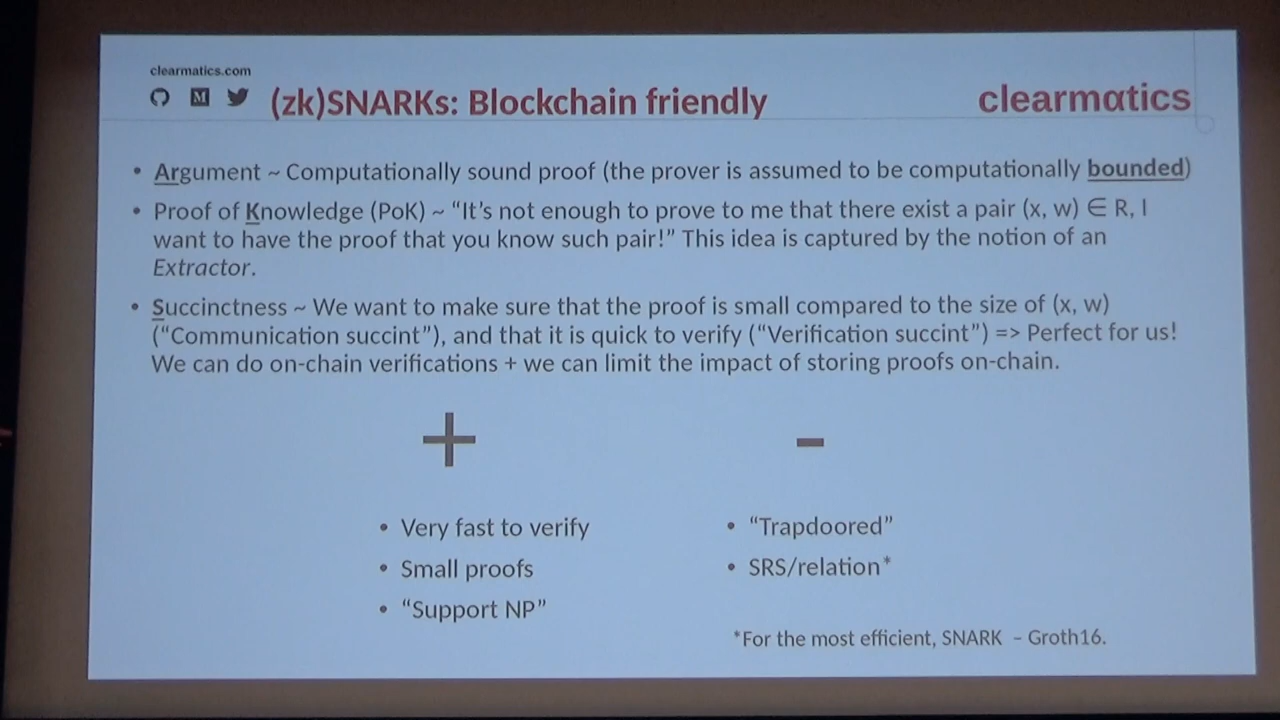 clearmatics.com
(zk)SNARKs: Blockchain friendly
clearmatics
• Argument ~ Computationally sound proof (the prover is assumed to be computationally bounded)
• Proof of Knowledge (PoK) ~ “It’s not enough to prove to me that there exist a pair (x, w) ∈ R, I
want to have the proof that you know such pair!” This idea is captured by the notion of an
Extractor.
• Succinctness ~ We want to make sure that the proof is small compared to the size of (x, w)
(“Communication succint”), and that it is quick to verify (“Verification succint”) => Perfect for us!
We can do on-chain verifications + we can limit the impact of storing proofs on-chain.
+
-
• Very fast to verify
• Small proofs
• “Support NP”
• “Trapdoored”
• SRS/relation*
*For the most efficient, SNARK – Groth16.